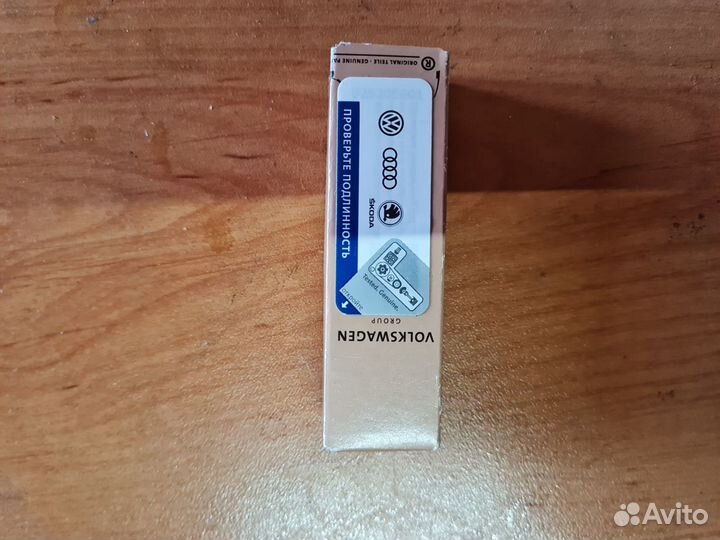 ® ORIGINAL TEILE · GENUINE PA
ПРОВЕРЬТЕ ПОДЛИННОСТЬ
ŠKODA
Tested. Genuine.
VOLKSWAGEN
GROUP
Avito